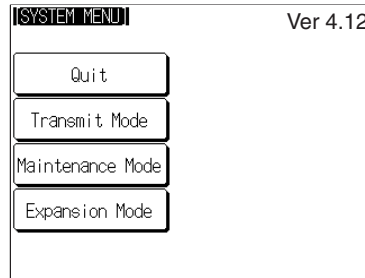 SYSTEM MENU
Ver 4.12
Quit
Transmit Mode
Maintenance Mode
Expansion Mode